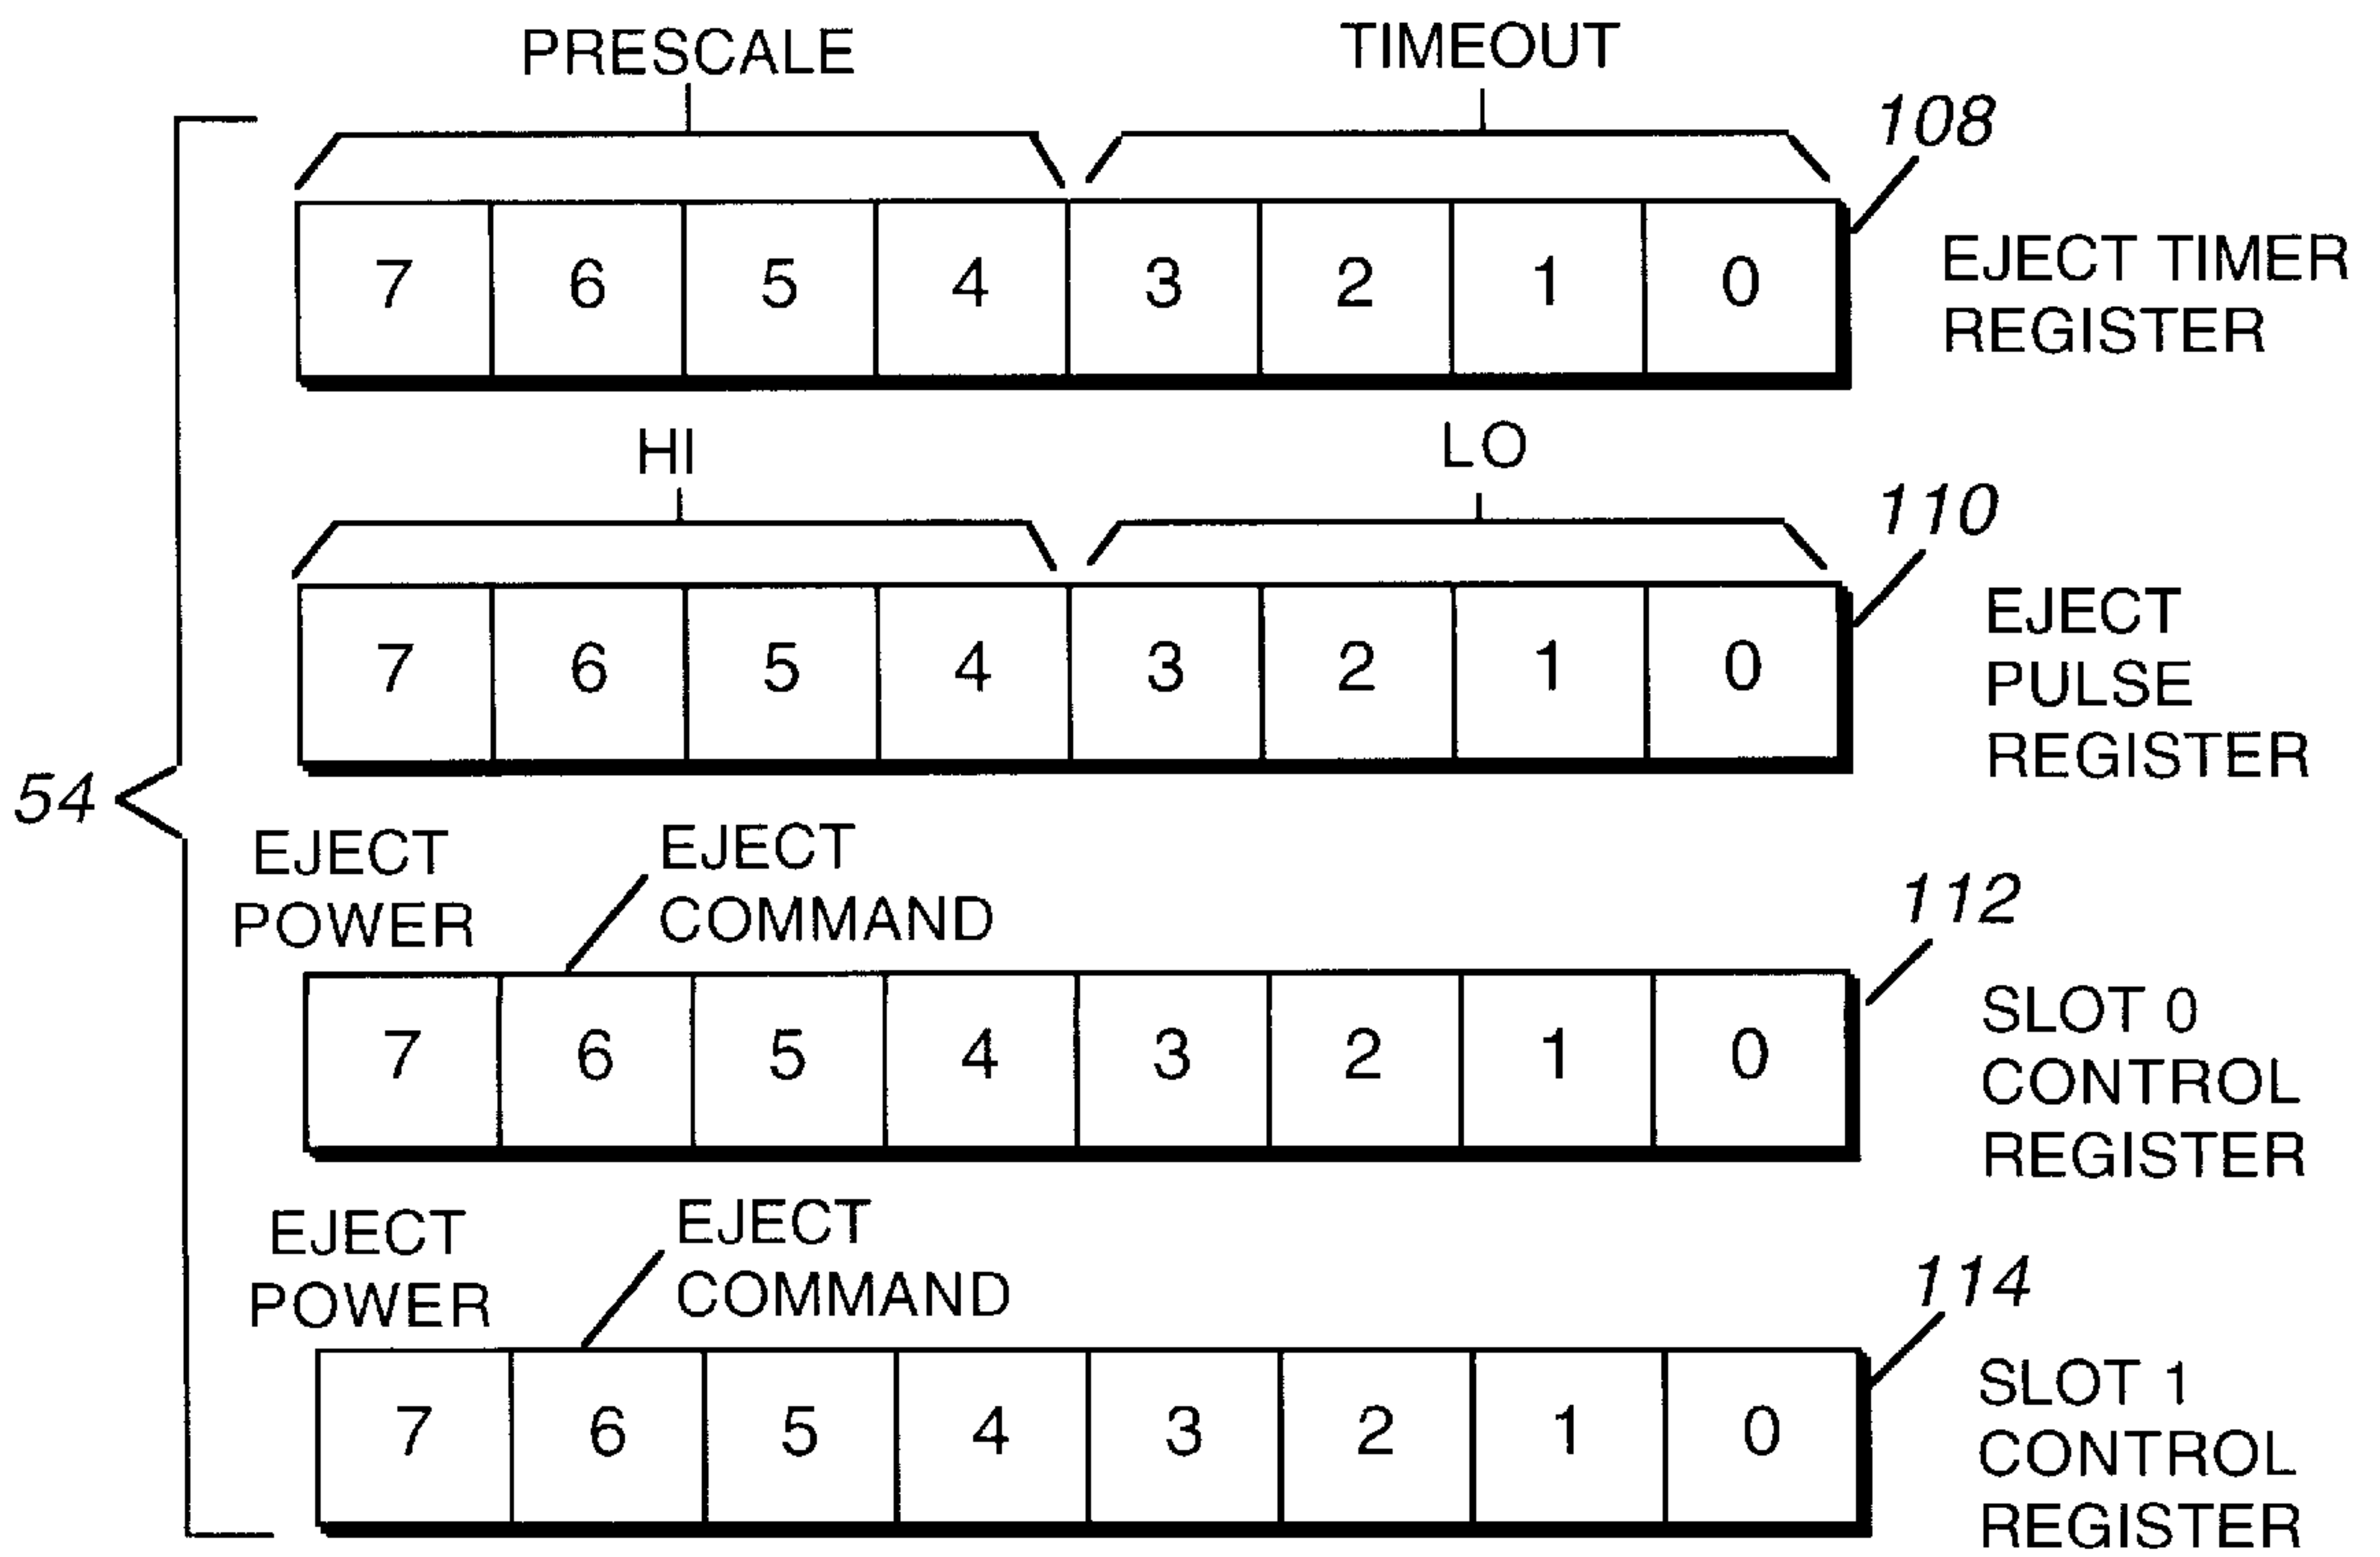 PRESCALE TIMEOUT
108
7 6 5 4 3 2 1 0
EJECT TIMER
REGISTER
HI LO
110
7 6 5 4 3 2 1 0
EJECT
PULSE
REGISTER
54
EJECT
POWER
EJECT
COMMAND
112
7 6 5 4 3 2 1 0
SLOT 0
CONTROL
REGISTER
EJECT
POWER
EJECT
COMMAND
114
7 6 5 4 3 2 1 0
SLOT 1
CONTROL
REGISTER